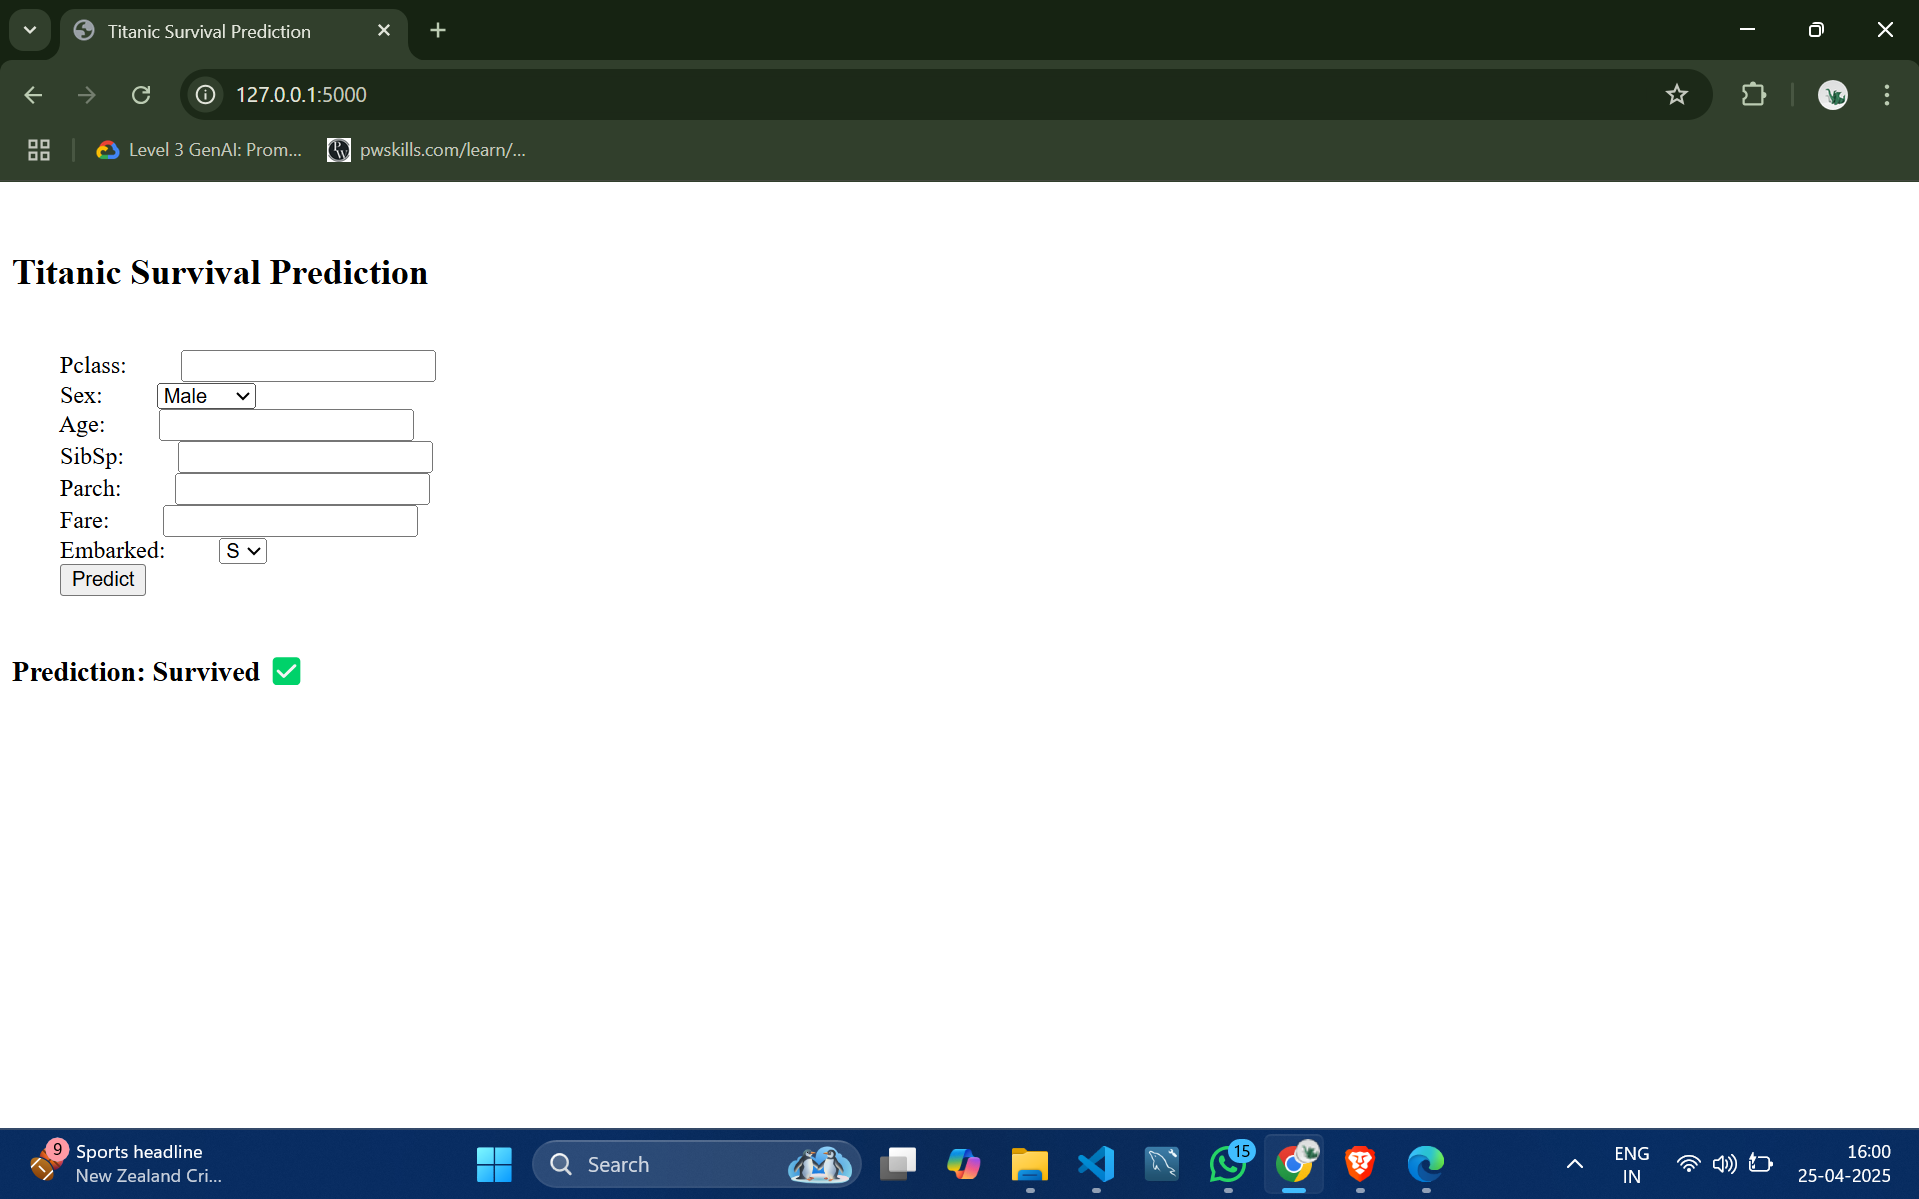 Titanic Survival Prediction
127.0.0.1:5000
Level 3 GenAI: Prom...
pwskills.com/learn/...
Titanic Survival Prediction
Pclass:
Sex: Male
Age:
SibSp:
Parch:
Fare:
Embarked: S
Predict
Prediction: Survived ✅
9
Sports headline
New Zealand Cri...
Search
15
ENG
IN
16:00
25-04-2025